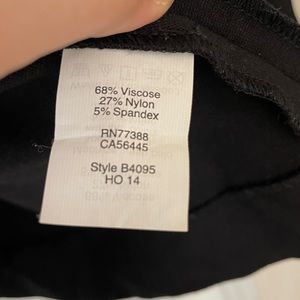 68% Viscose
27% Nylon
5% Spandex
RN77388
CA56445
Style B4095
HO 14